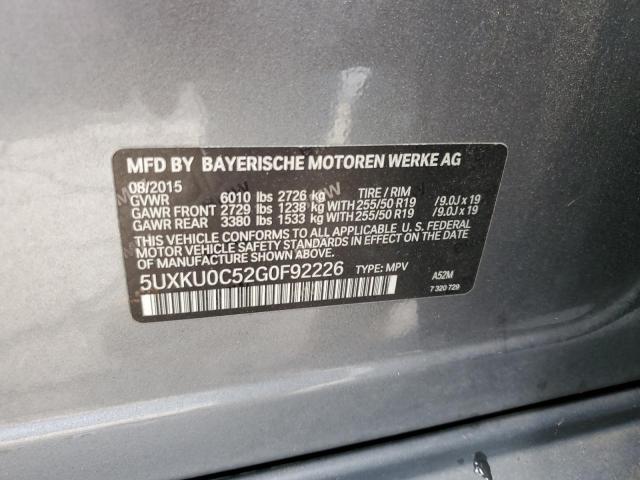 MFD BY BAYERISCHE MOTOREN WERKE AG
08/2015
GVWR 6010 lbs 2726 kg TIRE / RIM
GAWR FRONT 2729 lbs 1238 kg WITH 255/50 R19 / 9.0J x 19
GAWR REAR 3380 lbs 1533 kg WITH 255/50 R19 / 9.0J x 19
THIS VEHICLE CONFORMS TO ALL APPLICABLE U. S. FEDERAL
MOTOR VEHICLE SAFETY STANDARDS IN EFFECT ON THE DATE
OF MANUFACTURE SHOWN ABOVE.
5UXKU0C52G0F92226 TYPE: MPV A52M
7 320 729